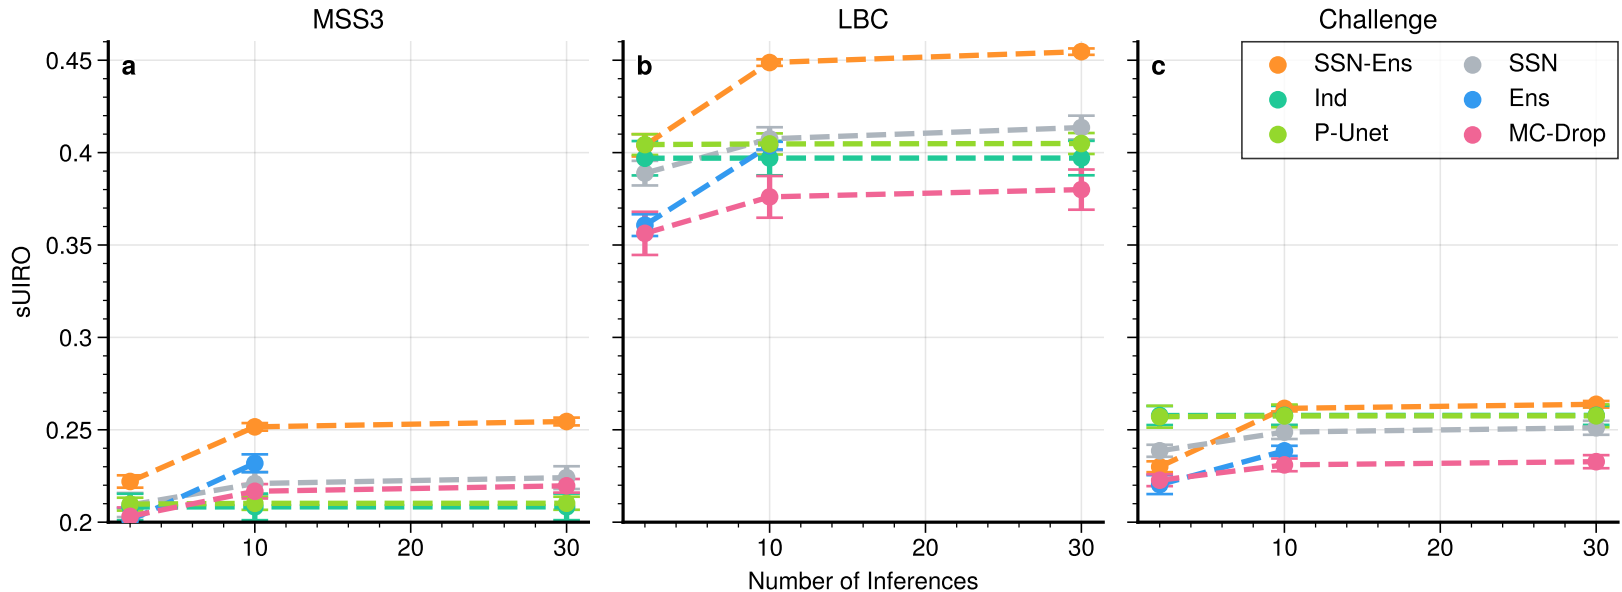 MSS3 LBC Challenge
a b c
SSN-Ens SSN
Ind Ens
P-Unet MC-Drop
0.45
0.4
0.35
0.3
0.25
0.2
sUIRO
10 20 30 10 20 30 10 20 30
Number of Inferences